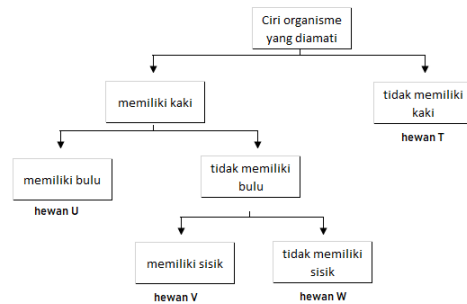 Ciri organisme
yang diamati
memiliki kaki
tidak memiliki
kaki
hewan T
memiliki bulu
tidak memiliki
bulu
hewan U
memiliki sisik
tidak memiliki
sisik
hewan V
hewan W